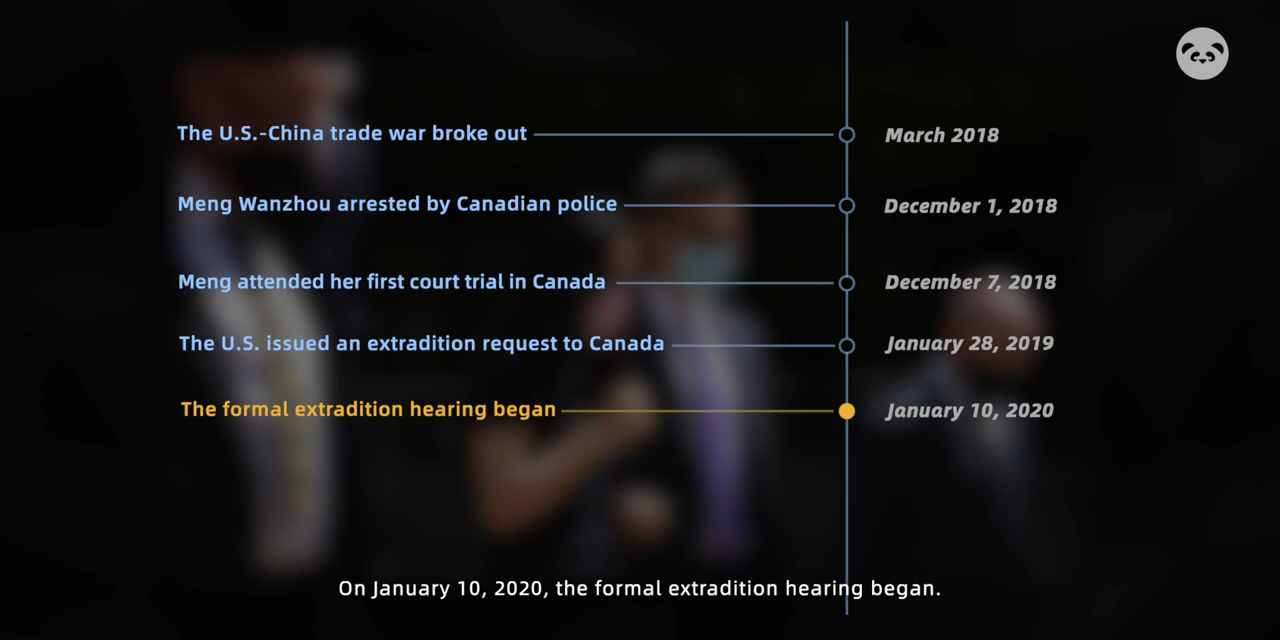 The U.S.-China trade war broke out
March 2018
Meng Wanzhou arrested by Canadian police
December 1, 2018
Meng attended her first court trial in Canada
December 7, 2018
The U.S. issued an extradition request to Canada
January 28, 2019
The formal extradition hearing began
January 10, 2020
On January 10, 2020, the formal extradition hearing began.